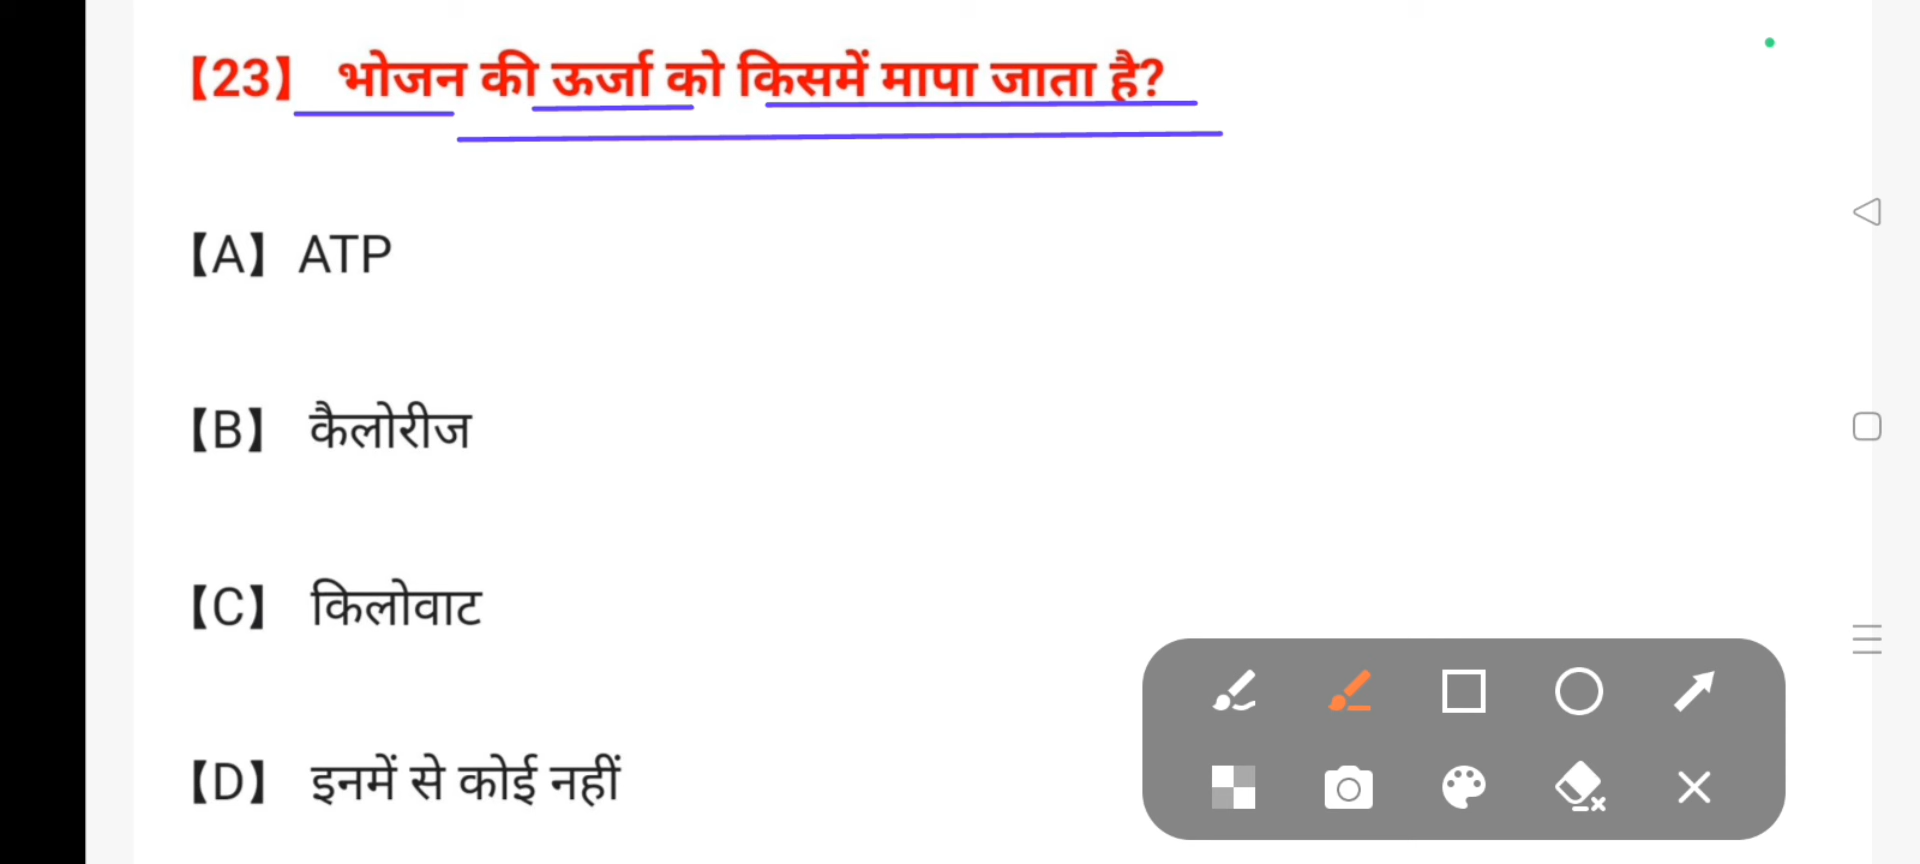 【23】 भोजन की ऊर्जा को किसमें मापा जाता है?
【A】 ATP
【B】 कैलोरीज
【C】 किलोवाट
【D】 इनमें से कोई नहीं